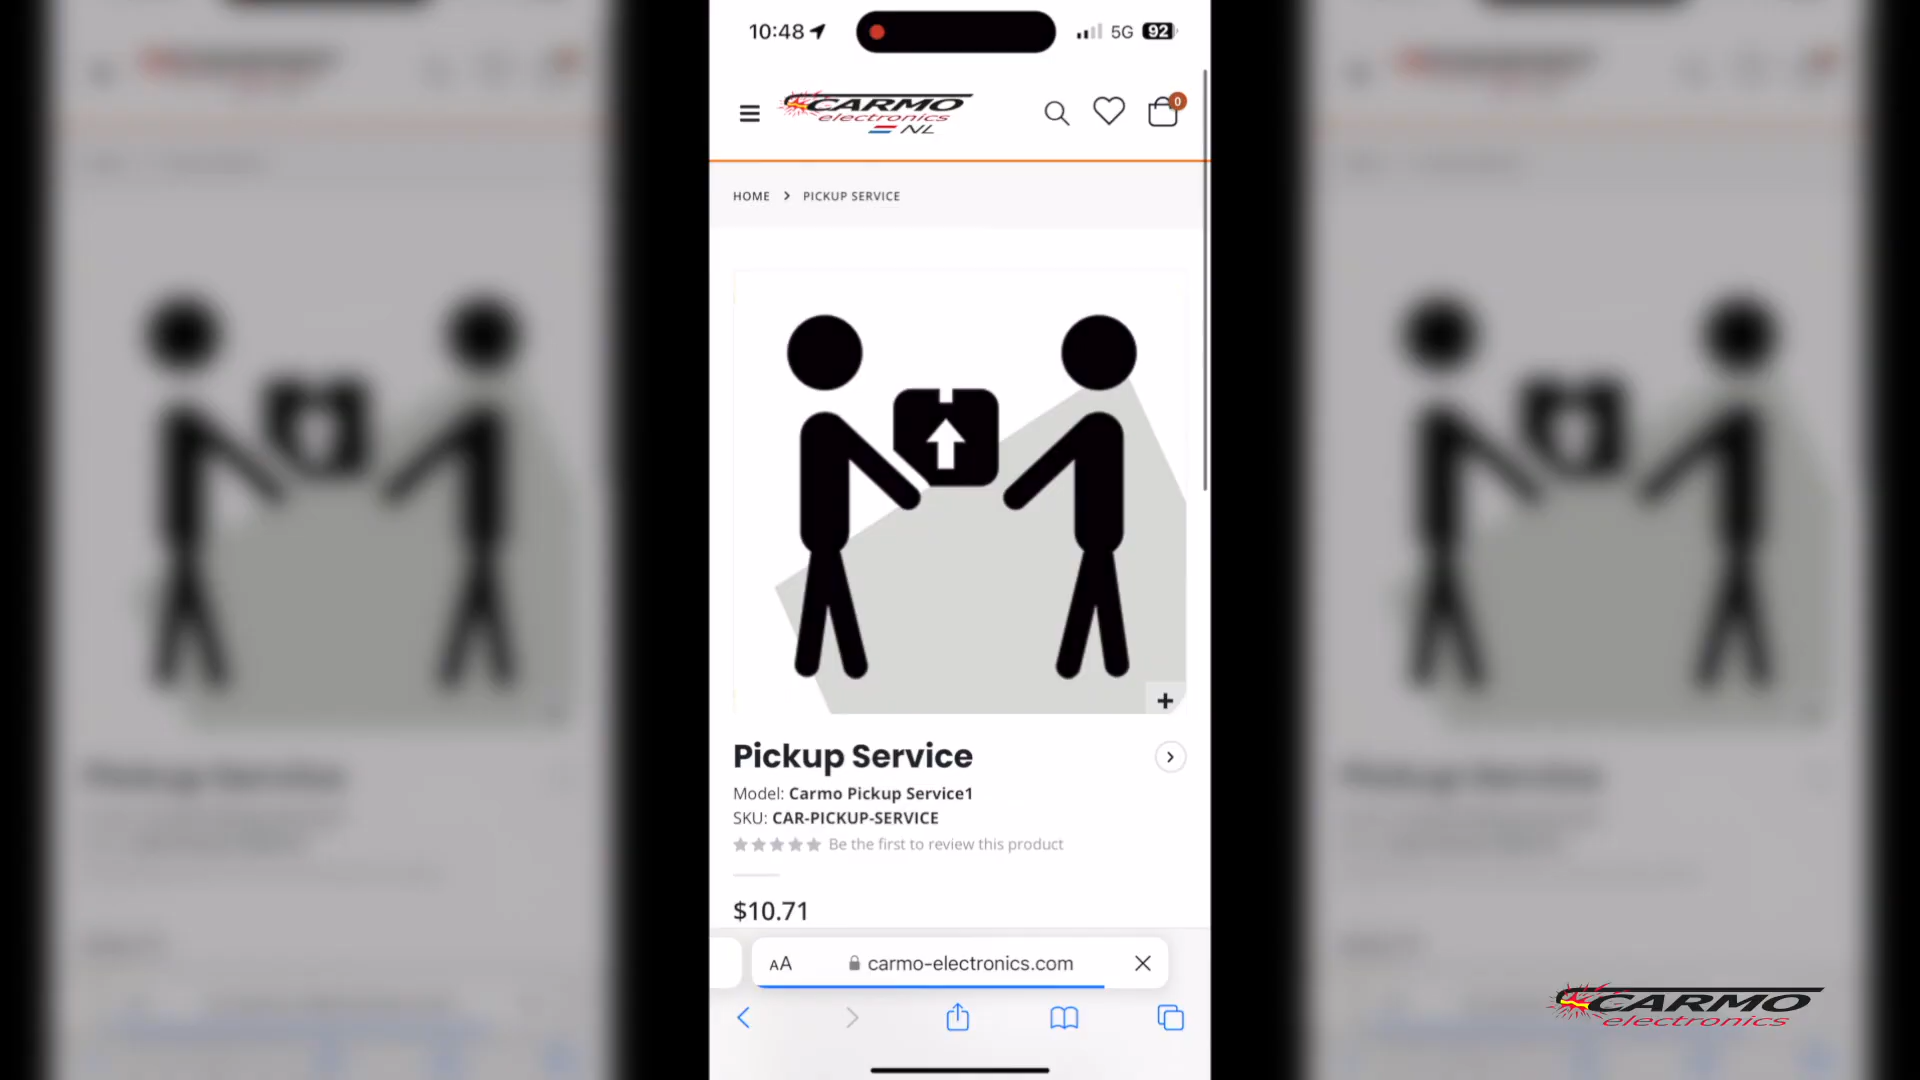 10:48
5G
92
CARMO
electronics
NL
0
HOME > PICKUP SERVICE
Pickup Service
Model: Carmo Pickup Service1
SKU: CAR-PICKUP-SERVICE
Be the first to review this product
$10.71
AA
carmo-electronics.com
CARMO
electronics